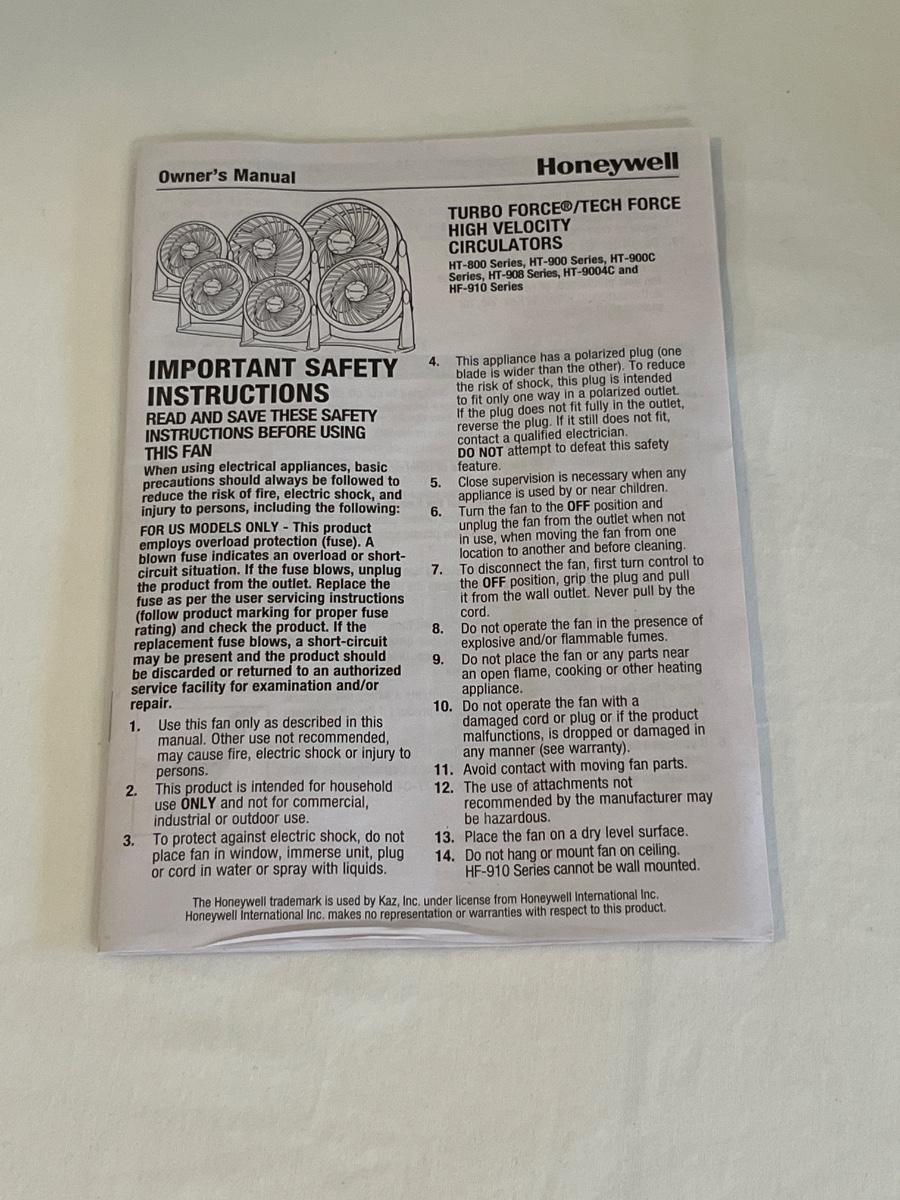 Owner's Manual
Honeywell
TURBO FORCE®/TECH FORCE
HIGH VELOCITY
CIRCULATORS
HT-800 Series, HT-900 Series, HT-900C
Series, HT-908 Series, HT-9004C and
HF-910 Series
IMPORTANT SAFETY
INSTRUCTIONS
READ AND SAVE THESE SAFETY
INSTRUCTIONS BEFORE USING
THIS FAN
When using electrical appliances, basic
precautions should always be followed to
reduce the risk of fire, electric shock, and
injury to persons, including the following:
FOR US MODELS ONLY - This product
employs overload protection (fuse). A
blown fuse indicates an overload or short-
circuit situation. If the fuse blows, unplug
the product from the outlet. Replace the
fuse as per the user servicing instructions
(follow product marking for proper fuse
rating) and check the product. If the
replacement fuse blows, a short-circuit
may be present and the product should
be discarded or returned to an authorized
service facility for examination and/or
repair.
1. Use this fan only as described in this
manual. Other use not recommended,
may cause fire, electric shock or injury to
persons.
2. This product is intended for household
use ONLY and not for commercial,
industrial or outdoor use.
3. To protect against electric shock, do not
place fan in window, immerse unit, plug
or cord in water or spray with liquids.
4. This appliance has a polarized plug (one
blade is wider than the other). To reduce
the risk of shock, this plug is intended
to fit only one way in a polarized outlet.
If the plug does not fit fully in the outlet,
reverse the plug. If it still does not fit,
contact a qualified electrician.
DO NOT attempt to defeat this safety
feature.
5. Close supervision is necessary when any
appliance is used by or near children.
6. Turn the fan to the OFF position and
unplug the fan from the outlet when not
in use, when moving the fan from one
location to another and before cleaning.
7. To disconnect the fan, first turn control to
the OFF position, grip the plug and pull
it from the wall outlet. Never pull by the
cord.
8. Do not operate the fan in the presence of
explosive and/or flammable fumes.
9. Do not place the fan or any parts near
an open flame, cooking or other heating
appliance.
10. Do not operate the fan with a
damaged cord or plug or if the product
malfunctions, is dropped or damaged in
any manner (see warranty).
11. Avoid contact with moving fan parts.
12. The use of attachments not
recommended by the manufacturer may
be hazardous.
13. Place the fan on a dry level surface.
14. Do not hang or mount fan on ceiling.
HF-910 Series cannot be wall mounted.
The Honeywell trademark is used by Kaz, Inc. under license from Honeywell International Inc.
Honeywell International Inc. makes no representation or warranties with respect to this product.